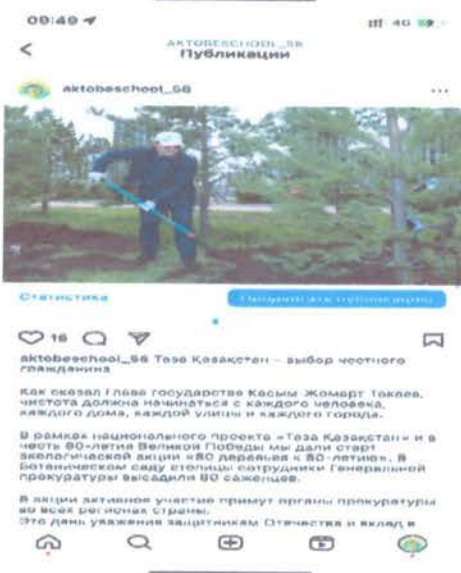 09:49
4G
AKTOBESCHOOL_58
Публикации
aktobeschool_58
Статистика
Продвигать публикацию
16
aktobeschool_58 Таза Қазақстан – выбор честного
гражданина
Как сказал Глава государства Касым-Жомарт Токаев,
чистота должна начинаться с каждого человека,
каждого дома, каждой улицы и каждого города.
В рамках национального проекта «Таза Қазақстан» и в
честь 80-летия Великой Победы мы дали старт
экологической акции «80 деревьев к 80-летию». В
Ботаническом саду столицы сотрудники Генеральной
прокуратуры высадили 80 саженцев.
В акции активное участие примут органы прокуратуры
во всех регионах страны.
Это дань уважения защитникам Отечества и вклад в